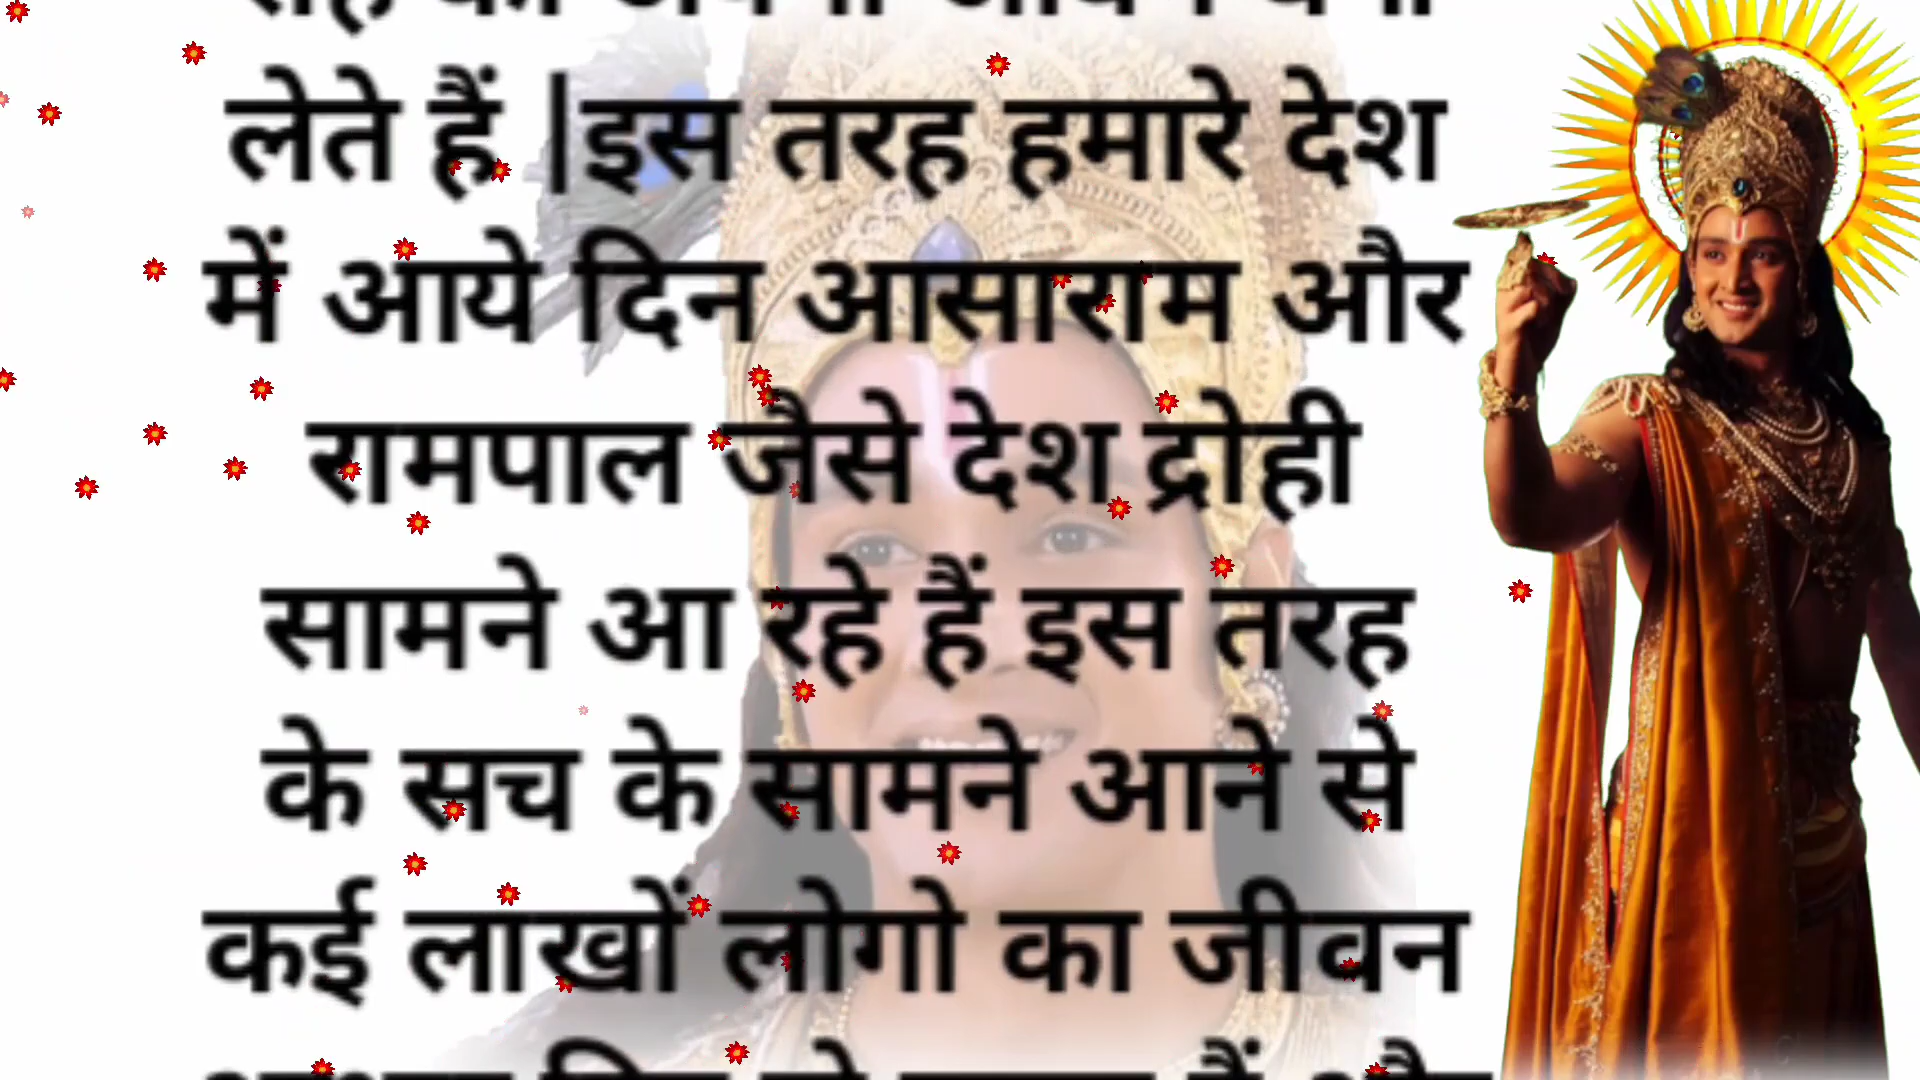 लेते हैं |इस तरह हमारे देश
में आये दिन आसाराम और
रामपाल जैसे देश द्रोही
सामने आ रहे हैं इस तरह
के सच के सामने आने से
कई लाखों लोगो का जीवन